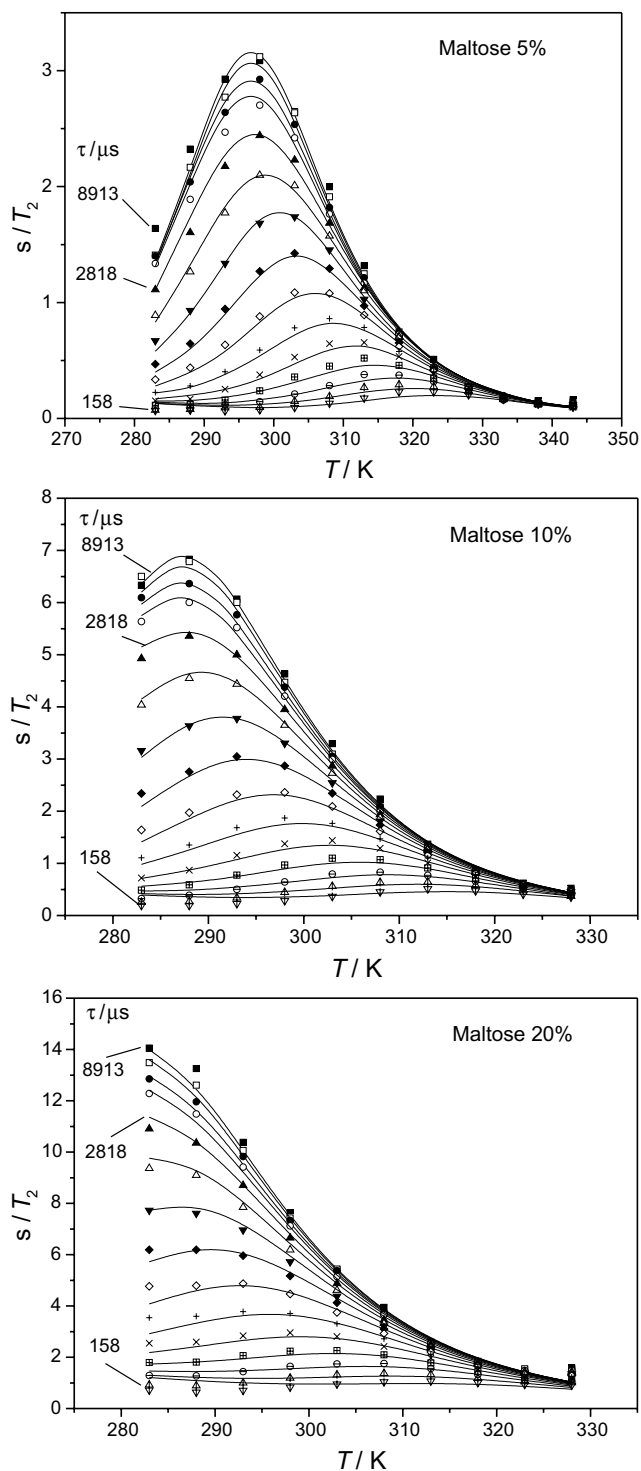 Maltose 5%
3
τ /μs
8913
2
s / T₂
2818
1
158
0
270 280 290 300 310 320 330 340 350
T / K
8
τ /μs
Maltose 10%
8913
7
6
2818
5
s / T₂
4
3
2
158
1
0
280 290 300 310 320 330
T / K
16
τ /μs
Maltose 20%
14
8913
12
2818
10
s / T₂
8
6
4
158
2
0
280 290 300 310 320 330
T / K